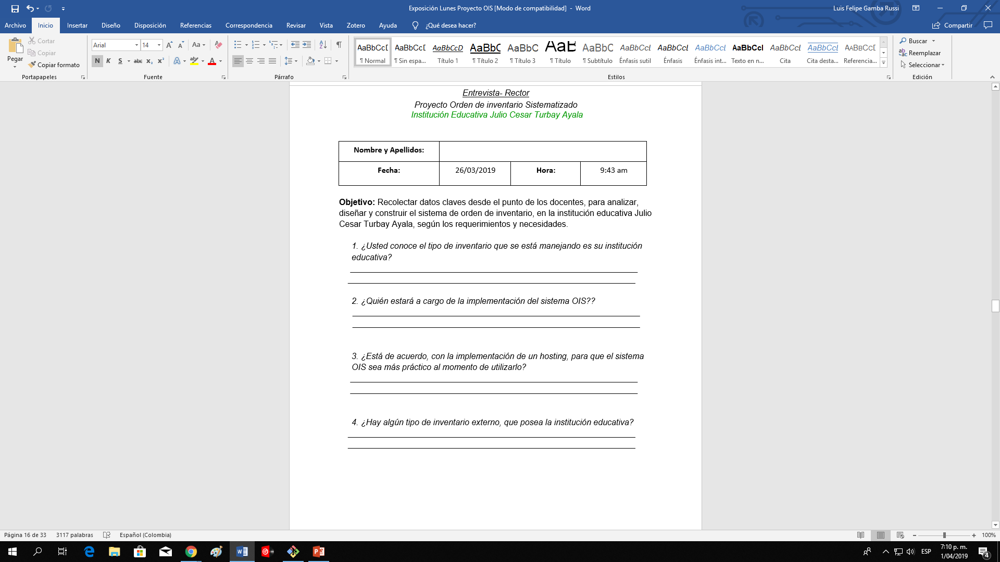 Exposición Lunes Proyecto OIS [Modo de compatibilidad] - Word
Luis Felipe Gamba Russi
Archivo Inicio Insertar Diseño Disposición Referencias Correspondencia Revisar Vista Zotero Ayuda ¿Qué desea hacer? Compartir
Pegar
Cortar
Copiar
Copiar formato
Portapapeles
Arial 14
N K S abc x₂ x²
Fuente
Párrafo
AaBbCcD AaBbCcD AaBbCcD AaBbC AaBbC AaB AaBbC AaBbCcL AaBbCcL AaBbCcL AaBbCcl AaBbCcL AaBbCcL AABBCCD
¶ Normal ¶ Sin espa... Título 1 ¶ Título 2 ¶ Título 3 ¶ Título ¶ Subtítulo Énfasis sutil Énfasis Énfasis int... Texto en n... Cita Cita desta... Referencia...
Estilos
Buscar
Reemplazar
Seleccionar
Edición
Entrevista- Rector
Proyecto Orden de inventario Sistematizado
Institución Educativa Julio Cesar Turbay Ayala
Nombre y Apellidos:
Fecha: 26/03/2019 Hora: 9:43 am
Objetivo: Recolectar datos claves desde el punto de los docentes, para analizar,
diseñar y construir el sistema de orden de inventario, en la institución educativa Julio
Cesar Turbay Ayala, según los requerimientos y necesidades.
1. ¿Usted conoce el tipo de inventario que se está manejando es su institución
educativa?
2. ¿Quién estará a cargo de la implementación del sistema OIS??
3. ¿Está de acuerdo, con la implementación de un hosting, para que el sistema
OIS sea más práctico al momento de utilizarlo?
4. ¿Hay algún tipo de inventario externo, que posea la institución educativa?
Página 16 de 33 3117 palabras Español (Colombia) 100%
ESP
7:10 p. m.
1/04/2019
4